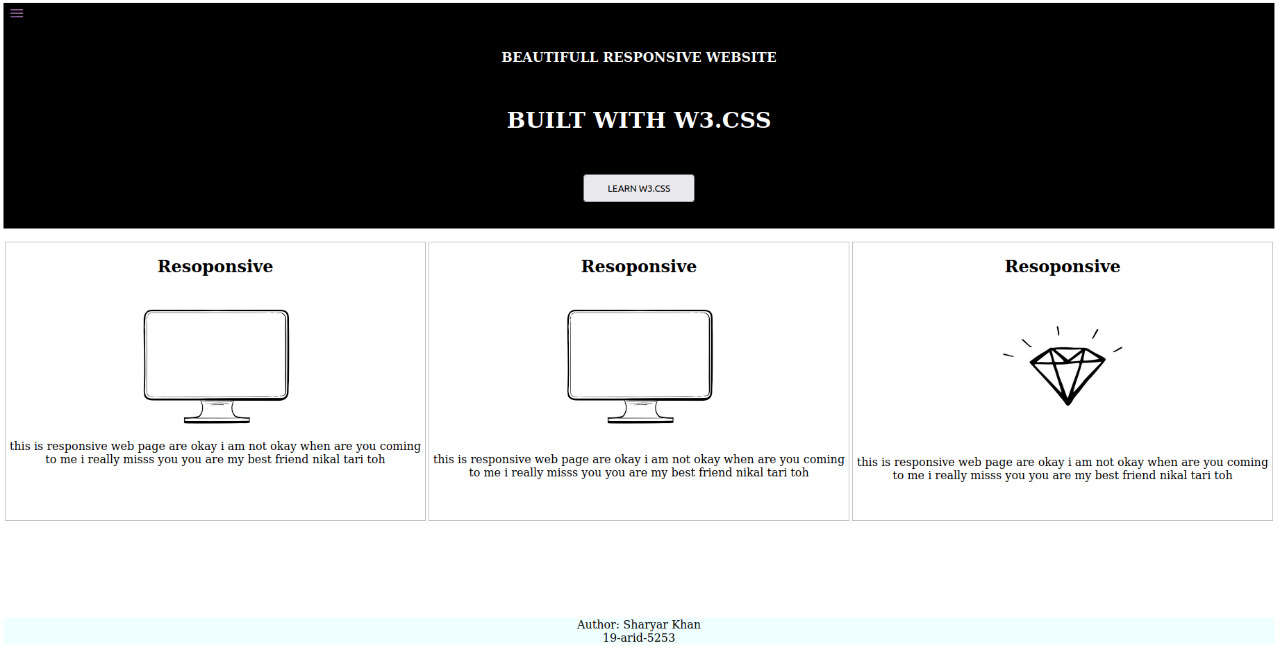 BEAUTIFULL RESPONSIVE WEBSITE
BUILT WITH W3.CSS
LEARN W3.CSS
Resoponsive
this is responsive web page are okay i am not okay when are you coming
to me i really misss you you are my best friend nikal tari toh
Resoponsive
this is responsive web page are okay i am not okay when are you coming
to me i really misss you you are my best friend nikal tari toh
Resoponsive
this is responsive web page are okay i am not okay when are you coming
to me i really misss you you are my best friend nikal tari toh
Author: Sharyar Khan
19-arid-5253